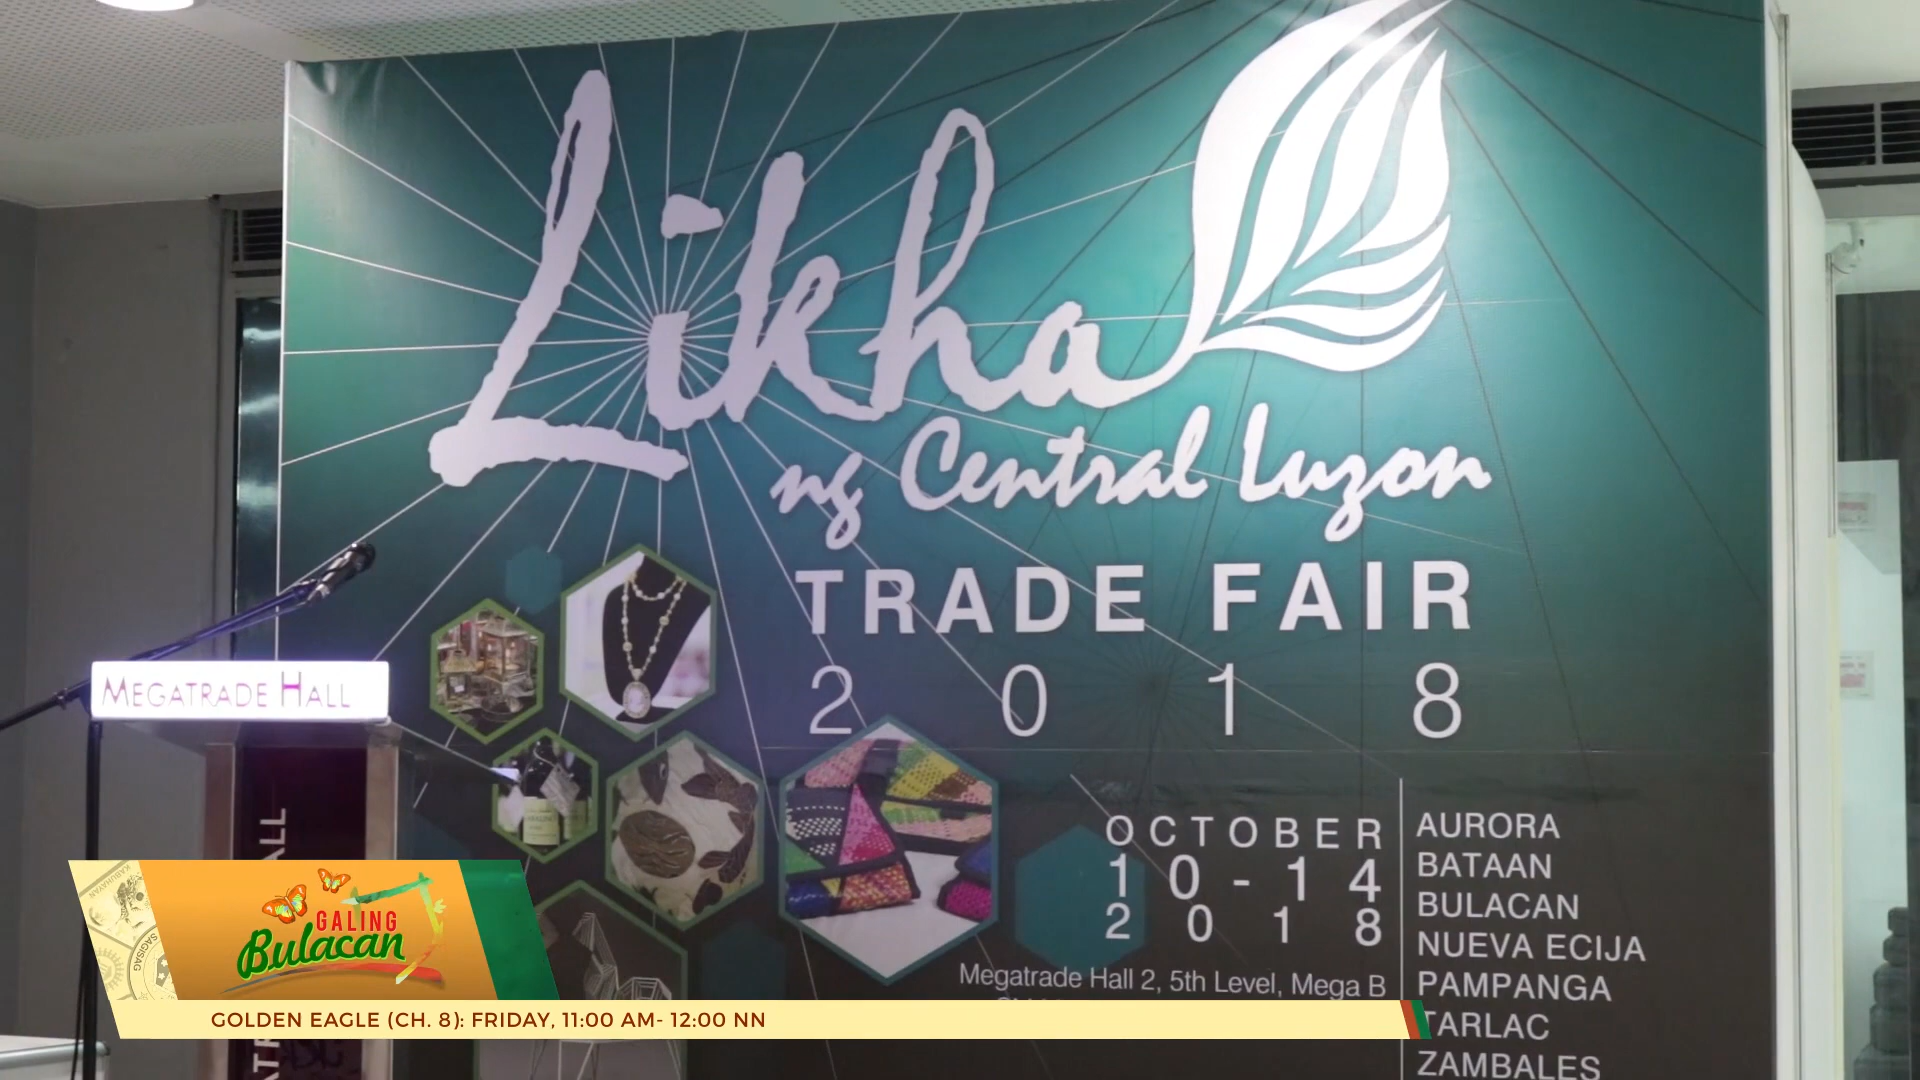 Likha
ng Central Luzon
TRADE FAIR
2018
MEGATRADE HALL
OCTOBER
10-14
2018
Megatrade Hall 2, 5th Level, Mega B
AURORA
BATAAN
BULACAN
NUEVA ECIJA
PAMPANGA
TARLAC
ZAMBALES
GALING
Bulacan
SAGISAG
KABUHAYAN
GOLDEN EAGLE (CH. 8): FRIDAY, 11:00 AM- 12:00 NN